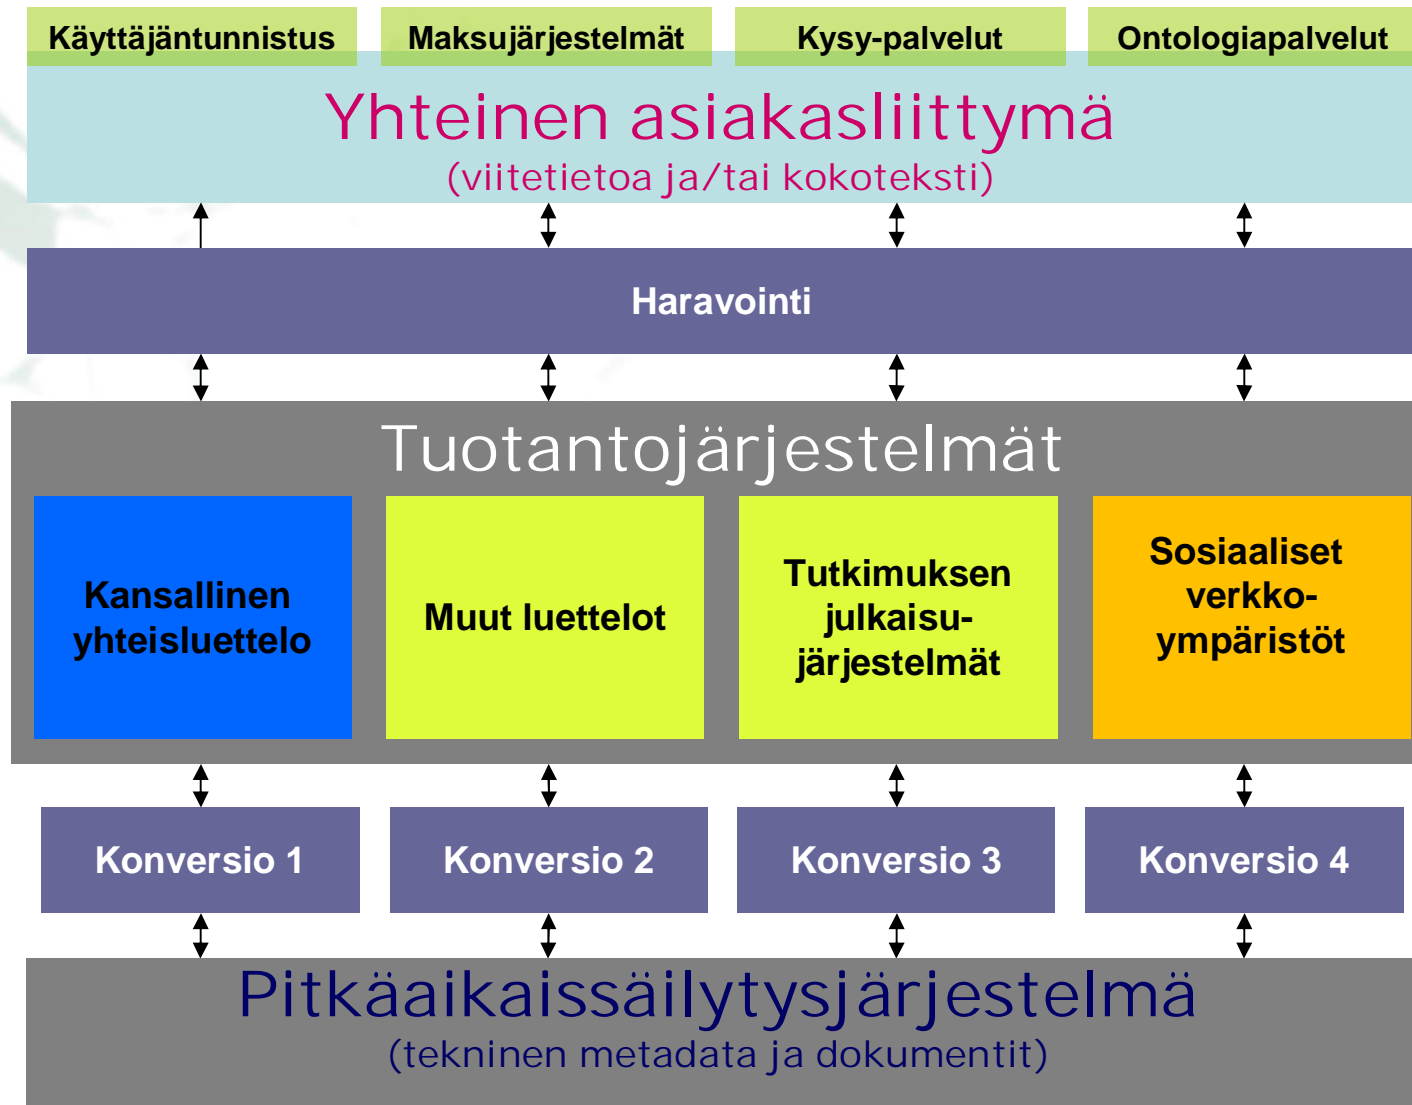 Käyttäjäntunnistus
Maksujärjestelmät
Kysy-palvelut
Ontologiapalvelut
Yhteinen asiakasliittymä
(viitetietoa ja/tai kokoteksti)
Haravointi
Tuotantojärjestelmät
Kansallinen
yhteisluettelo
Muut luettelot
Tutkimuksen
julkaisu-
järjestelmät
Sosiaaliset
verkko-
ympäristöt
Konversio 1
Konversio 2
Konversio 3
Konversio 4
Pitkäaikaissäilytysjärjestelmä
(tekninen metadata ja dokumentit)